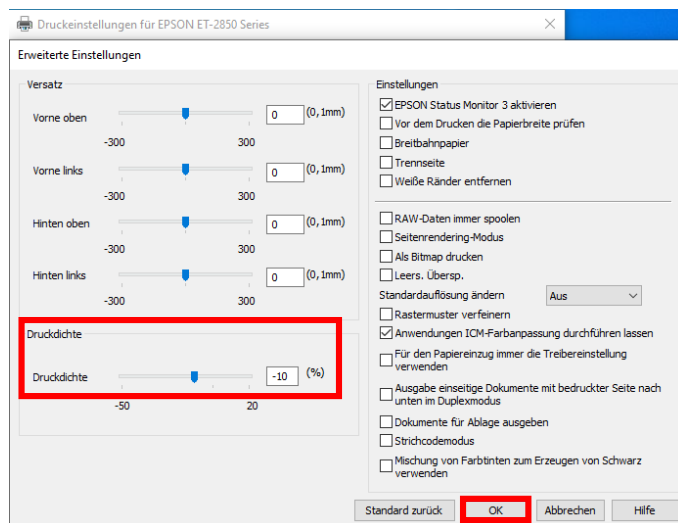 Druckeinstellungen für EPSON ET-2850 Series
Erweiterte Einstellungen
Versatz
Vorne oben
0
(0,1mm)
-300
300
Vorne links
0
(0,1mm)
-300
300
Hinten oben
0
(0,1mm)
-300
300
Hinten links
0
(0,1mm)
-300
300
Druckdichte
Druckdichte
-10
(%)
-50
20
Einstellungen
EPSON Status Monitor 3 aktivieren
Vor dem Drucken die Papierbreite prüfen
Breitbahnpapier
Trennseite
Weiße Ränder entfernen
RAW-Daten immer spoolen
Seitenrendering-Modus
Als Bitmap drucken
Leers. Übersp.
Standardauflösung ändern
Aus
Rastermuster verfeinern
Anwendungen ICM-Farbanpassung durchführen lassen
Für den Papiereinzug immer die Treibereinstellung
verwenden
Ausgabe einseitige Dokumente mit bedruckter Seite nach
unten im Duplexmodus
Dokumente für Ablage ausgeben
Strichcodemodus
Mischung von Farbtinten zum Erzeugen von Schwarz
verwenden
Standard zurück
OK
Abbrechen
Hilfe